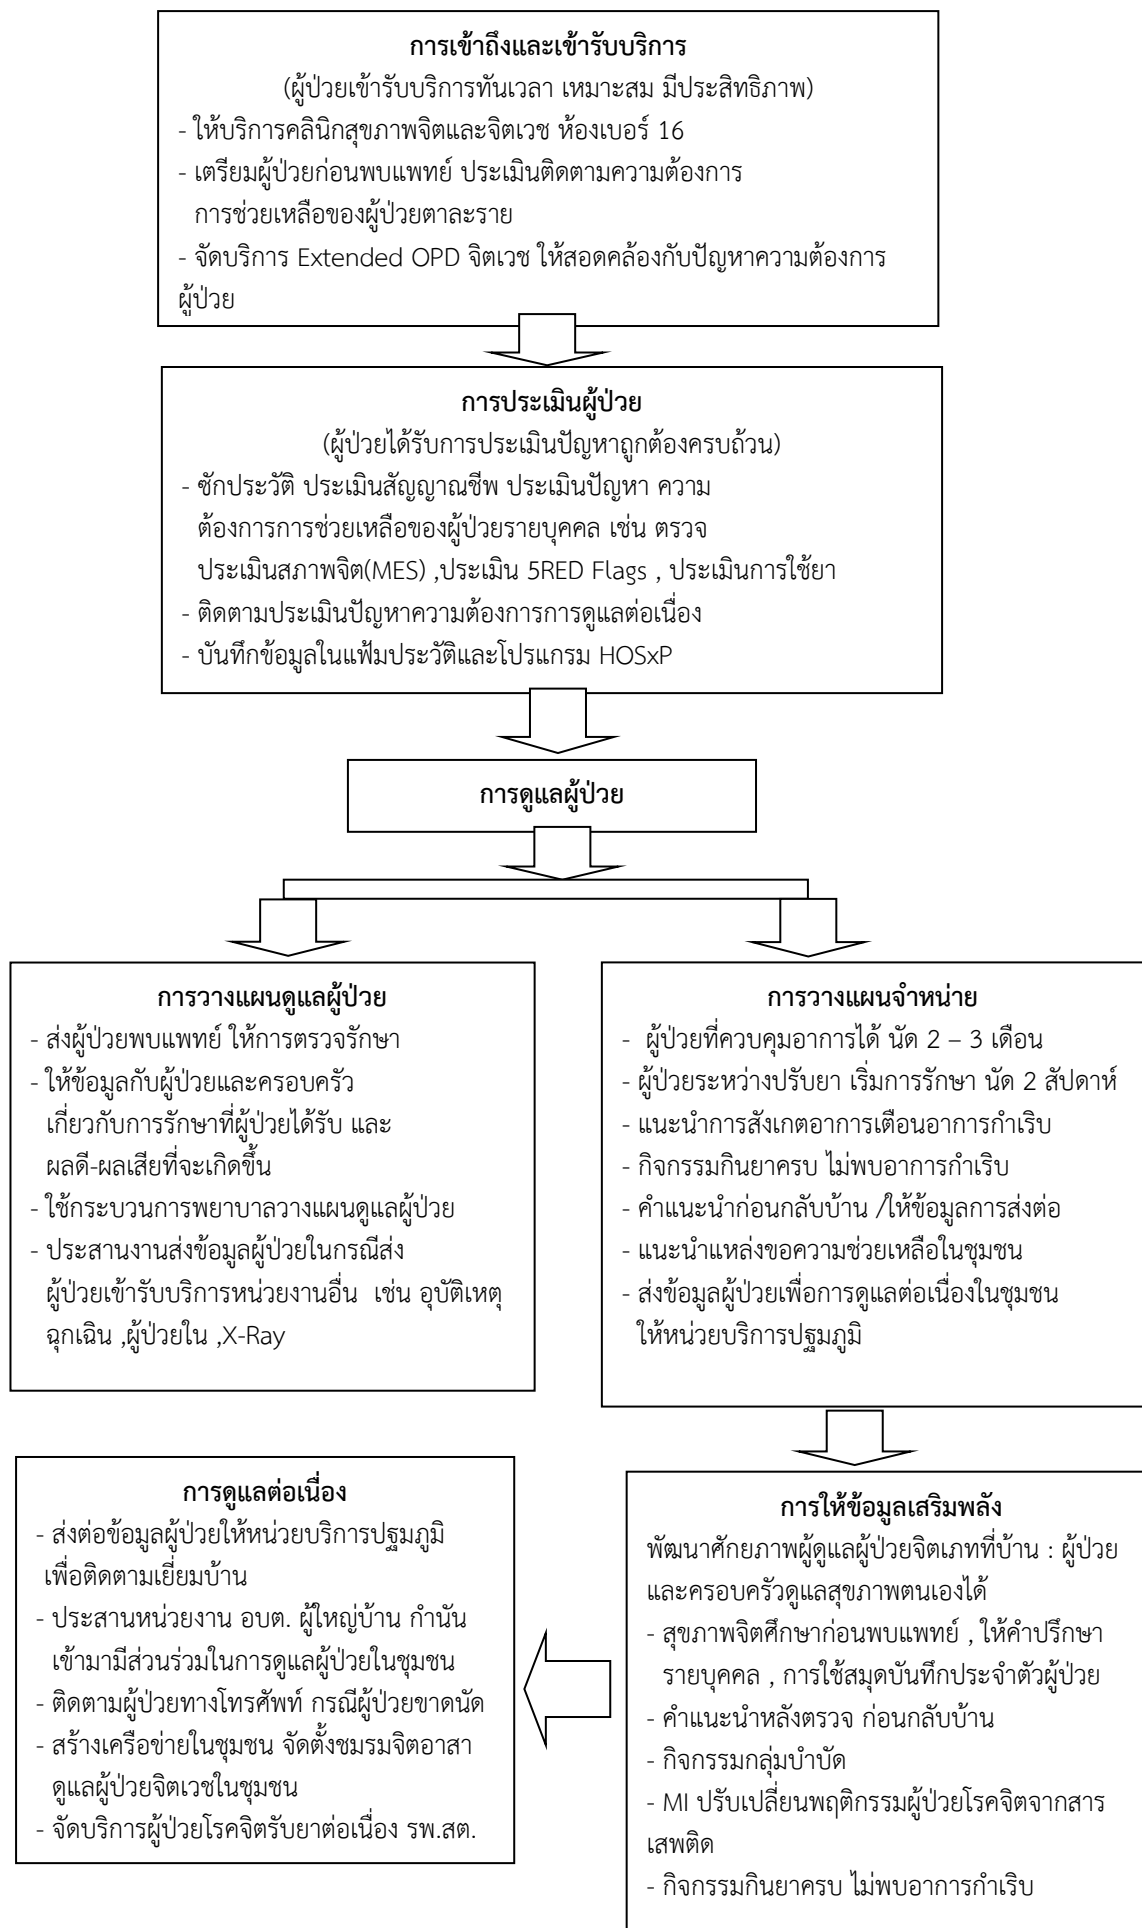 การเข้าถึงและเข้ารับบริการ
(ผู้ป่วยเข้ารับบริการทันเวลา เหมาะสม มีประสิทธิภาพ)
- ให้บริการคลินิกสุขภาพจิตและจิตเวช ห้องเบอร์ 16
- เตรียมผู้ป่วยก่อนพบแพทย์ ประเมินติดตามความต้องการ
การช่วยเหลือของผู้ป่วยตาละราย
- จัดบริการ Extended OPD จิตเวช ให้สอดคล้องกับปัญหาความต้องการ
ผู้ป่วย
การประเมินผู้ป่วย
(ผู้ป่วยได้รับการประเมินปัญหาถูกต้องครบถ้วน)
- ซักประวัติ ประเมินสัญญาณชีพ ประเมินปัญหา ความ
ต้องการการช่วยเหลือของผู้ป่วยรายบุคคล เช่น ตรวจ
ประเมินสภาพจิต(MES) ,ประเมิน 5RED Flags , ประเมินการใช้ยา
- ติดตามประเมินปัญหาความต้องการการดูแลต่อเนื่อง
- บันทึกข้อมูลในแฟ้มประวัติและโปรแกรม HOSxP
การดูแลผู้ป่วย
การวางแผนดูแลผู้ป่วย
- ส่งผู้ป่วยพบแพทย์ ให้การตรวจรักษา
- ให้ข้อมูลกับผู้ป่วยและครอบครัว
เกี่ยวกับการรักษาที่ผู้ป่วยได้รับ และ
ผลดี-ผลเสียที่จะเกิดขึ้น
- ใช้กระบวนการพยาบาลวางแผนดูแลผู้ป่วย
- ประสานงานส่งข้อมูลผู้ป่วยในกรณีส่ง
ผู้ป่วยเข้ารับบริการหน่วยงานอื่น เช่น อุบัติเหตุ
ฉุกเฉิน ,ผู้ป่วยใน ,X-Ray
การวางแผนจำหน่าย
- ผู้ป่วยที่ควบคุมอาการได้ นัด 2 – 3 เดือน
- ผู้ป่วยระหว่างปรับยา เริ่มการรักษา นัด 2 สัปดาห์
- แนะนำการสังเกตอาการเตือนอาการกำเริบ
- กิจกรรมกินยาครบ ไม่พบอาการกำเริบ
- คำแนะนำก่อนกลับบ้าน /ให้ข้อมูลการส่งต่อ
- แนะนำแหล่งขอความช่วยเหลือในชุมชน
- ส่งข้อมูลผู้ป่วยเพื่อการดูแลต่อเนื่องในชุมชน
ให้หน่วยบริการปฐมภูมิ
การให้ข้อมูลเสริมพลัง
พัฒนาศักยภาพผู้ดูแลผู้ป่วยจิตเภทที่บ้าน : ผู้ป่วย
และครอบครัวดูแลสุขภาพตนเองได้
- สุขภาพจิตศึกษาก่อนพบแพทย์ , ให้คำปรึกษา
รายบุคคล , การใช้สมุดบันทึกประจำตัวผู้ป่วย
- คำแนะนำหลังตรวจ ก่อนกลับบ้าน
- กิจกรรมกลุ่มบำบัด
- MI ปรับเปลี่ยนพฤติกรรมผู้ป่วยโรคจิตจากสาร
เสพติด
- กิจกรรมกินยาครบ ไม่พบอาการกำเริบ
การดูแลต่อเนื่อง
- ส่งต่อข้อมูลผู้ป่วยให้หน่วยบริการปฐมภูมิ
เพื่อติดตามเยี่ยมบ้าน
- ประสานหน่วยงาน อบต. ผู้ใหญ่บ้าน กำนัน
เข้ามามีส่วนร่วมในการดูแลผู้ป่วยในชุมชน
- ติดตามผู้ป่วยทางโทรศัพท์ กรณีผู้ป่วยขาดนัด
- สร้างเครือข่ายในชุมชน จัดตั้งชมรมจิตอาสา
ดูแลผู้ป่วยจิตเวชในชุมชน
- จัดบริการผู้ป่วยโรคจิตรับยาต่อเนื่อง รพ.สต.